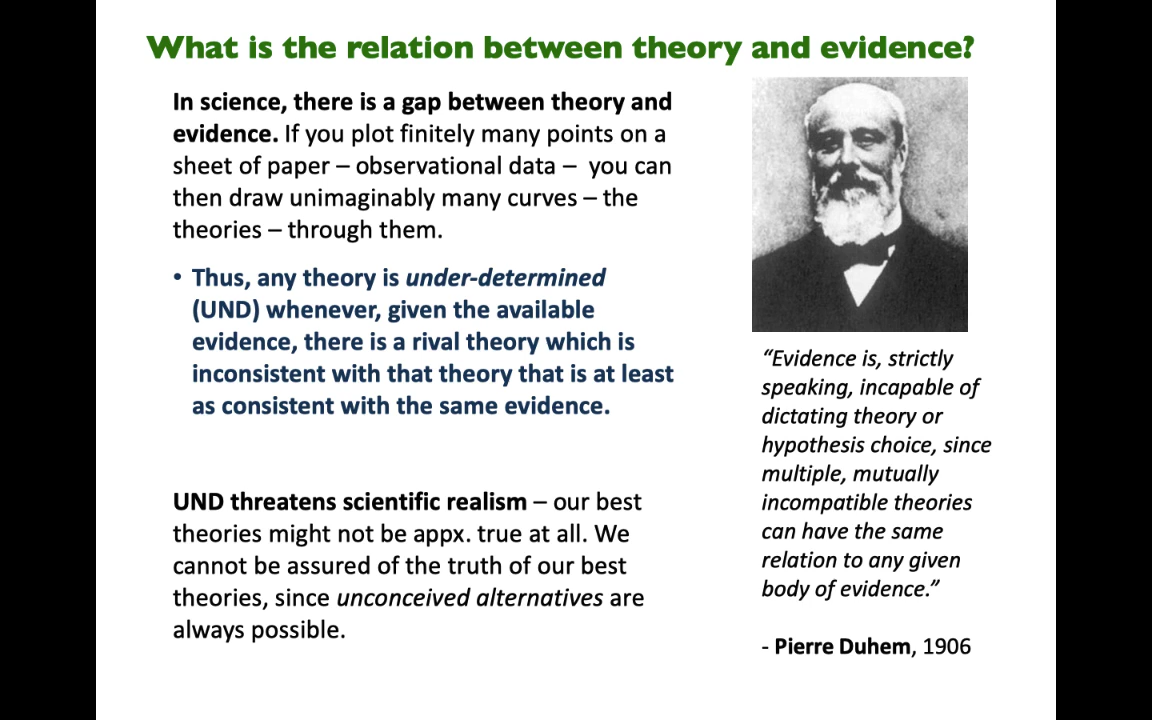 What is the relation between theory and evidence?
In science, there is a gap between theory and
evidence. If you plot finitely many points on a
sheet of paper – observational data – you can
then draw unimaginably many curves – the
theories – through them.
• Thus, any theory is under-determined
(UND) whenever, given the available
evidence, there is a rival theory which is
inconsistent with that theory that is at least
as consistent with the same evidence.
UND threatens scientific realism – our best
theories might not be appx. true at all. We
cannot be assured of the truth of our best
theories, since unconceived alternatives are
always possible.
“Evidence is, strictly
speaking, incapable of
dictating theory or
hypothesis choice, since
multiple, mutually
incompatible theories
can have the same
relation to any given
body of evidence.”
- Pierre Duhem, 1906